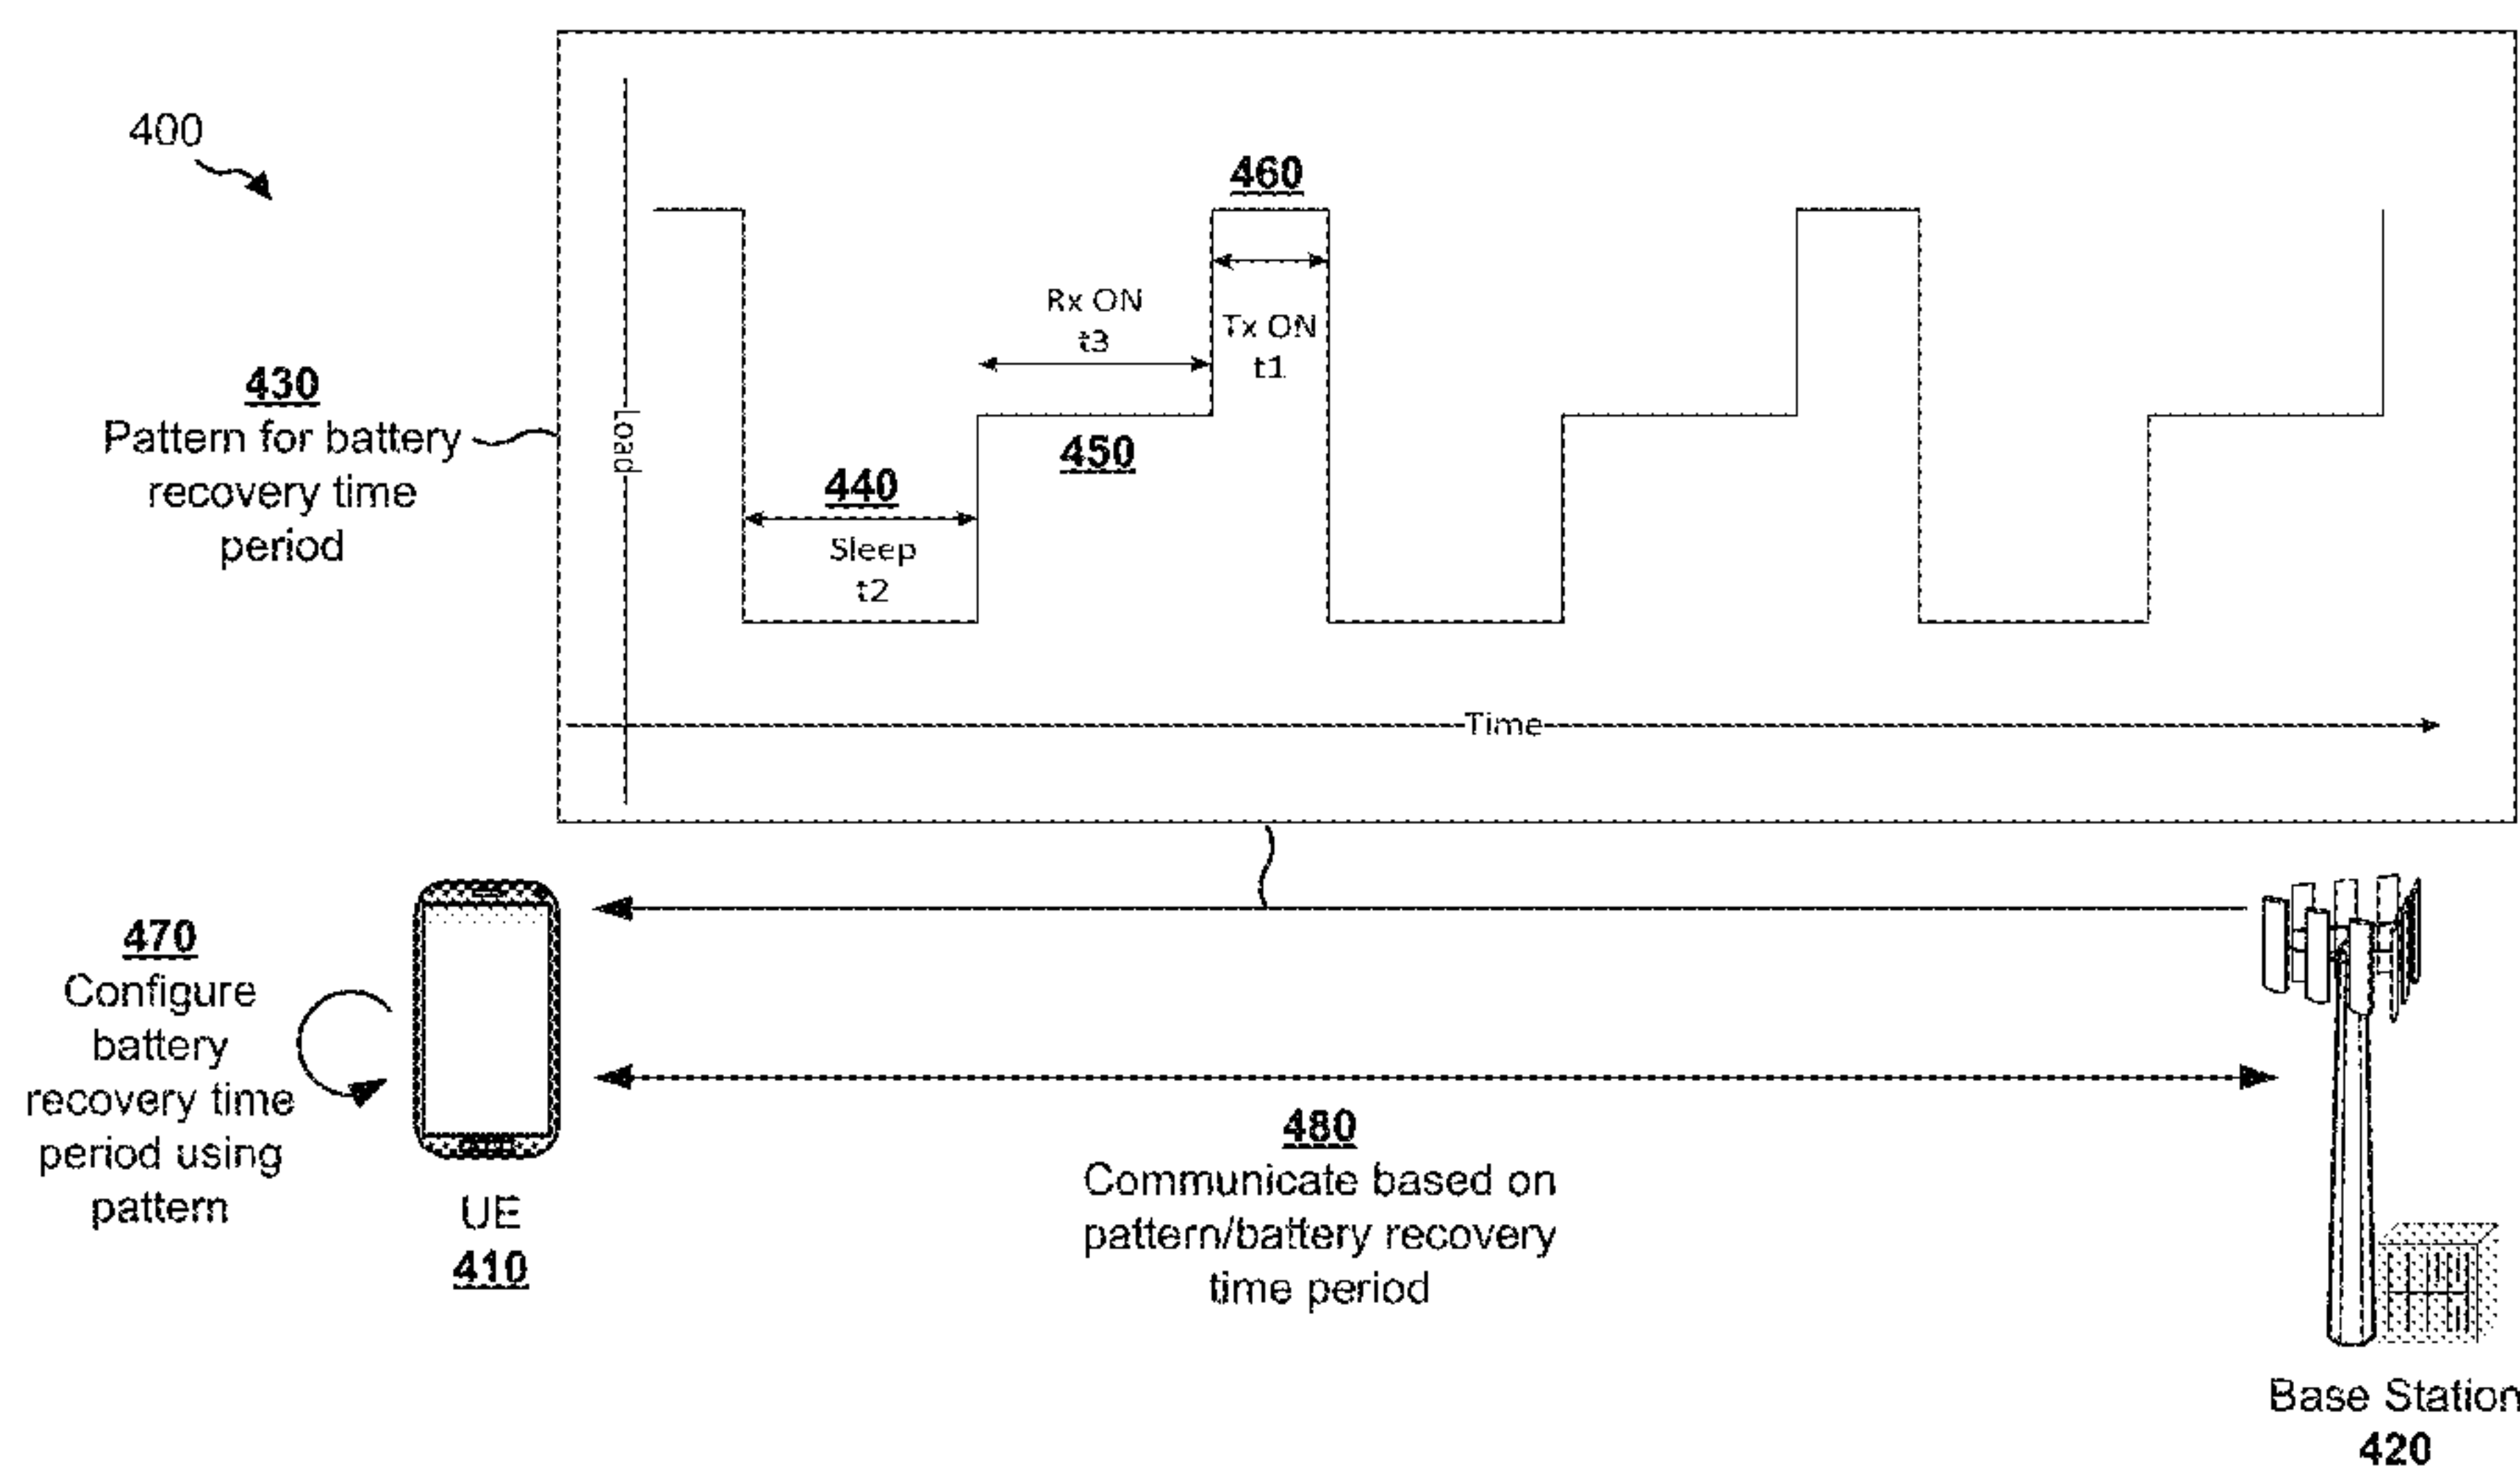 400
460
Rx ON
t3
Tx ON
t1
430
Pattern for battery
recovery time
period
Load
450
440
Sleep
t2
Time
470
Configure
battery
recovery time
period using
pattern
UE
410
480
Communicate based on
pattern/battery recovery
time period
Base Station
420